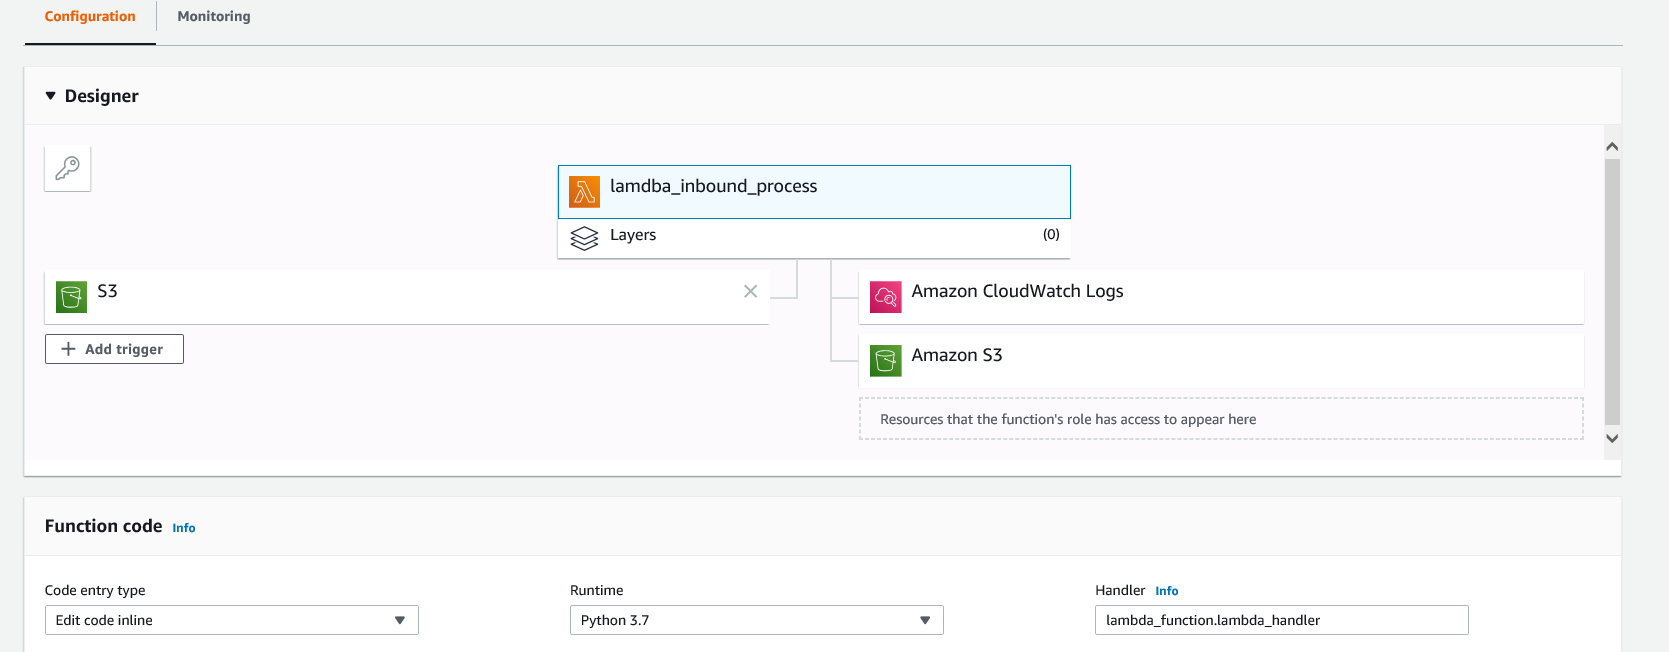 Configuration
Monitoring
Designer
lamdba_inbound_process
Layers
(0)
S3
Add trigger
Amazon CloudWatch Logs
Amazon S3
Resources that the function's role has access to appear here
Function code Info
Code entry type
Edit code inline
Runtime
Python 3.7
Handler Info
lambda_function.lambda_handler